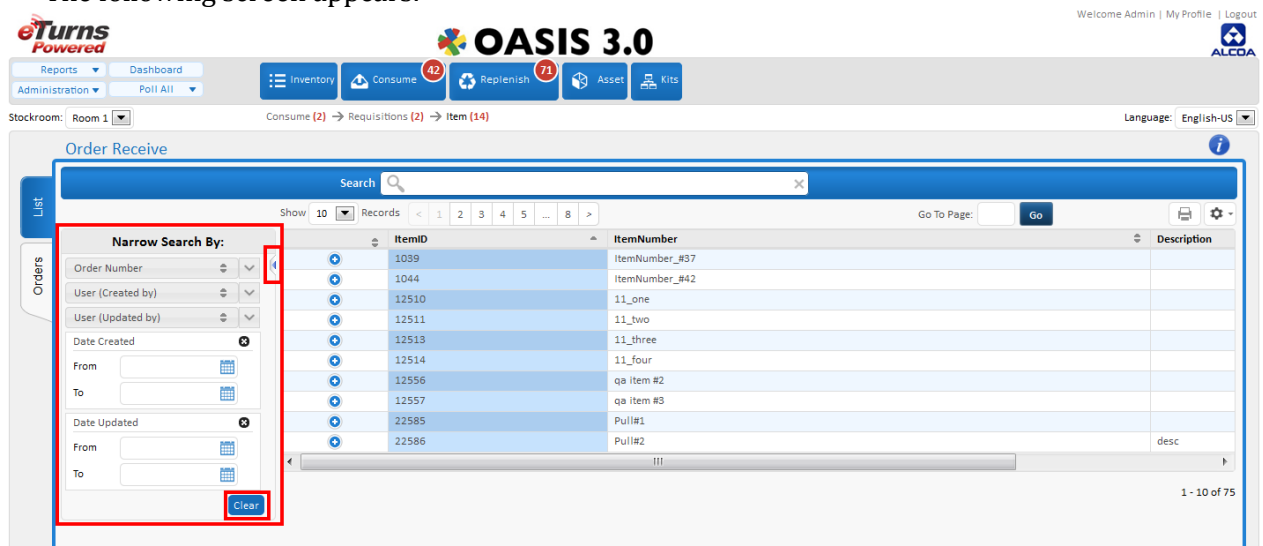 The following screen appears:
Welcome Admin | My Profile | Logout
eTurns
Powered
OASIS 3.0
ALCOA
Reports Dashboard
Administration Poll All
Inventory Consume 42 Replenish 71 Asset Kits
Stockroom: Room 1 Consume (2) → Requisitions (2) → Item (14) Language: English-US
Order Receive
List
Orders
Search
Show 10 Records < 1 2 3 4 5 ... 8 > Go To Page: Go
Narrow Search By:
Order Number
User (Created by)
User (Updated by)
Date Created
From
To
Date Updated
From
To
Clear
ItemID ItemNumber Description
1039 ItemNumber_#37
1044 ItemNumber_#42
12510 11_one
12511 11_two
12513 11_three
12514 11_four
12556 qa item #2
12557 qa item #3
22585 Pull#1
22586 Pull#2 desc
1 - 10 of 75